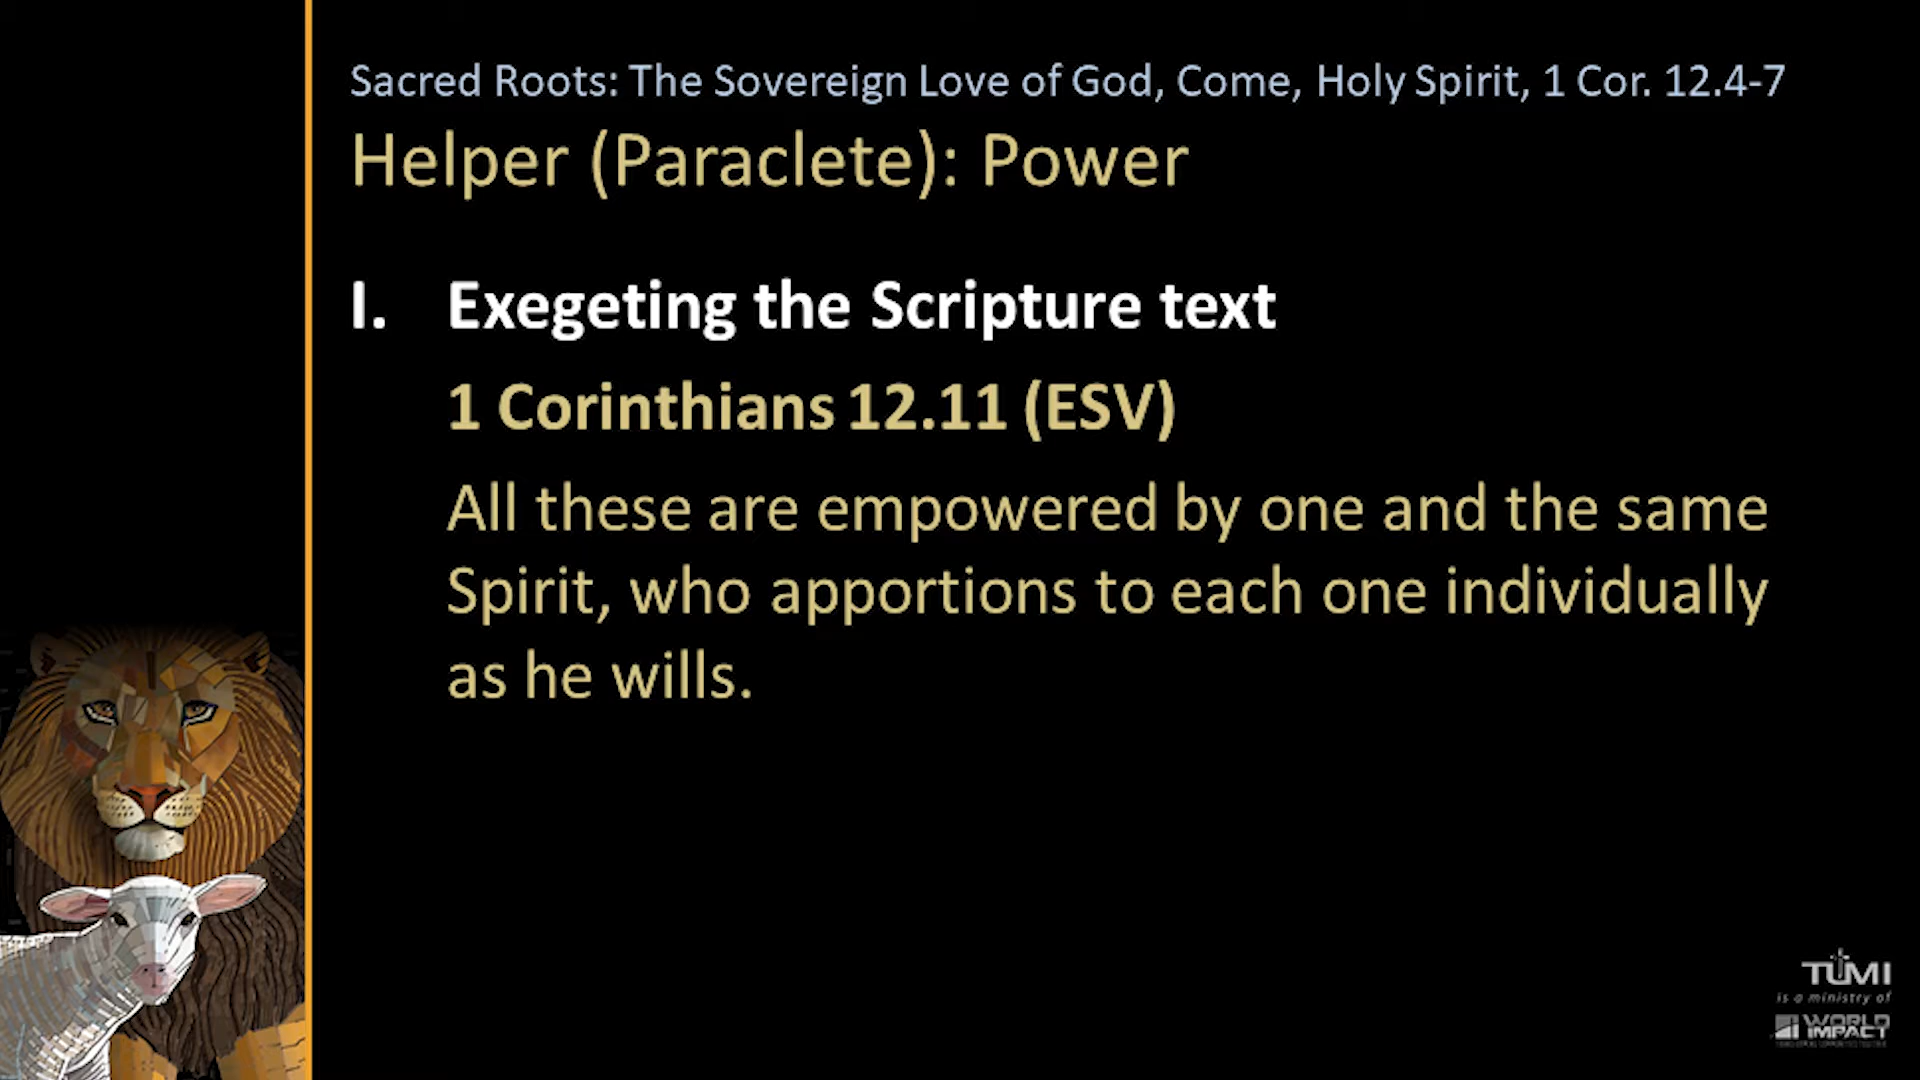 Sacred Roots: The Sovereign Love of God, Come, Holy Spirit, 1 Cor. 12.4-7
Helper (Paraclete): Power
I. Exegeting the Scripture text
1 Corinthians 12.11 (ESV)
All these are empowered by one and the same
Spirit, who apportions to each one individually
as he wills.
TUMI
is a ministry of
WORLD
IMPACT